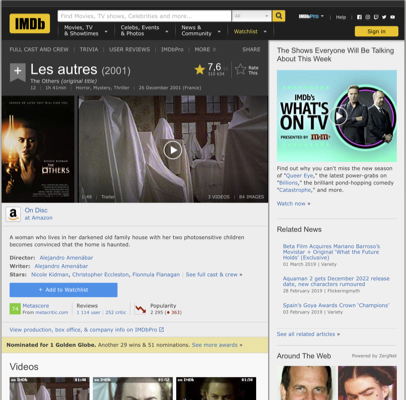 IMDb
Find Movies, TV shows, Celebrities and more...
All
IMDbPro
Help
Movies, TV
& Showtimes
Celebs, Events
& Photos
News &
Community
Watchlist
Sign in
FULL CAST AND CREW
TRIVIA
USER REVIEWS
IMDbPro
MORE
SHARE
Les autres (2001)
The Others (original title)
12 | 1h 41min | Horror, Mystery, Thriller | 26 December 2001 (France)
7,6
Rate
This
THE
OTHERS
1:46 | Trailer
3 VIDEOS | 84 IMAGES
On Disc
at Amazon
A woman who lives in her darkened old family house with her two photosensitive children
becomes convinced that the home is haunted.
Director: Alejandro Amenábar
Writer: Alejandro Amenábar
Stars: Nicole Kidman, Christopher Eccleston, Fionnula Flanagan | See full cast & crew »
+ Add to Watchlist
Metascore
From metacritic.com
Reviews
1 114 user | 252 critic
Popularity
2 295 (363)
View production, box office, & company info on IMDbPro
Nominated for 1 Golden Globe. Another 29 wins & 51 nominations. See more awards »
Videos
The Shows Everyone Will Be Talking
About This Week
IMDb's
WHAT'S
ON TV
PRESENTED BY
Find out why you can't miss the new season
of "Queer Eye," the latest power-grabs on
"Billions," the brilliant pond-hopping comedy
"Catastrophe," and more.
Watch now »
Related News
Beta Film Acquires Mariano Barroso's
Movistar + Original 'What the Future
Holds' (Exclusive)
01 March 2019 | Variety
Aquaman 2 gets December 2022 release
date, new characters rumoured
28 February 2019 | Flickeringmyth
Spain's Goya Awards Crown 'Champions'
03 February 2019 | Variety
See all related articles »
Around The Web
Powered by ZergNet